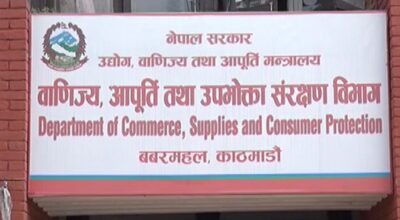 नेपाल सरकार
उद्योग, वाणिज्य तथा आपूर्ति मन्त्रालय
वाणिज्य, आपूर्ति तथा उपभोक्ता संरक्षण विभाग
Department of Commerce, Supplies and Consumer Protection
बबरमहल, काठमाडौं